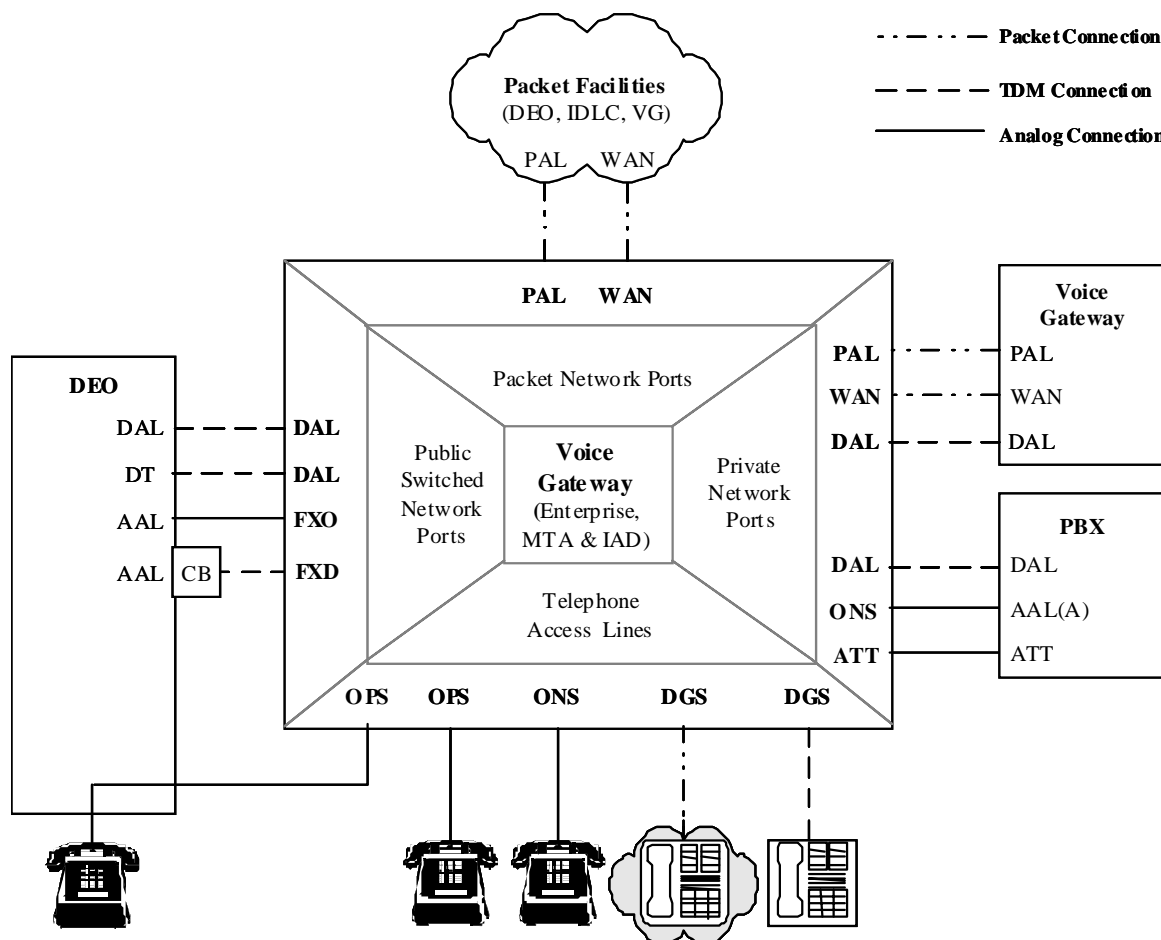 Packet Connection
TDM Connection
Analog Connection
Packet Facilities
(DEO, IDLC, VG)
PAL WAN
PAL WAN
Packet Network Ports
DEO
DAL
DT
AAL
AAL
CB
DAL
DAL
FXO
FXD
Public
Switched
Network
Ports
Voice
Gateway
(Enterprise,
MTA & IAD)
Private
Network
Ports
Telephone
Access Lines
PAL
WAN
DAL
Voice
Gateway
PAL
WAN
DAL
DAL
ONS
ATT
PBX
DAL
AAL(A)
ATT
OPS OPS ONS DGS DGS